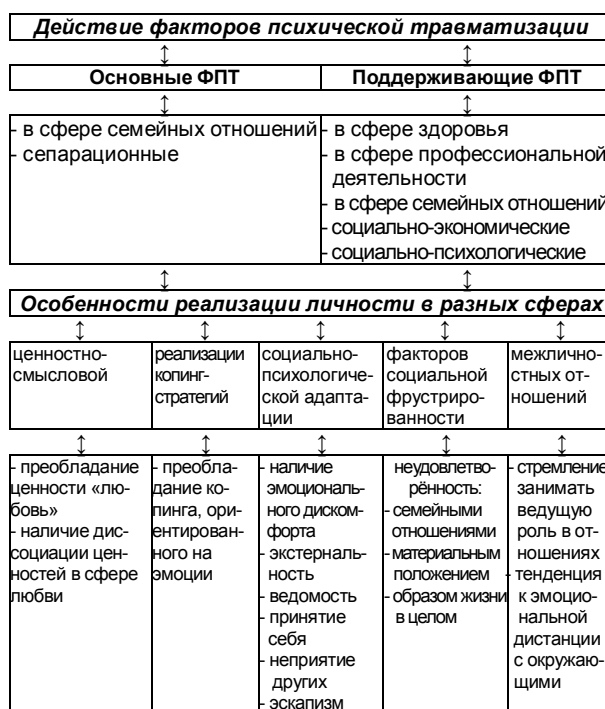 Действие факторов психической травматизации
↕ ↕
Основные ФПТ Поддерживающие ФПТ
↕ ↕
- в сфере семейных отношений
- сепарационные
- в сфере здоровья
- в сфере профессиональной
деятельности
- в сфере семейных отношений
- социально-экономические
- социально-психологические
↕ ↕
Особенности реализации личности в разных сферах
↕ ↕ ↕ ↕ ↕
ценностно-
смысловой
реализации
копинг-
стратегий
социально-
психологиче-
ской адапта-
ции
факторов
социальной
фрустриро-
ванности
межлично-
стных от-
ношений
↕ ↕ ↕ ↕ ↕
- преобладание
ценности «лю-
бовь»
- наличие дис-
социации цен-
ностей в сфере
любви
- преобла-
дание ко-
пинга, ори-
ентирован-
ного на
эмоции
- наличие
эмоциональ-
ного диском-
форта
- экстерналь-
ность
- ведомость
- принятие
себя
- неприятие
других
- эскапизм
неудовлетво-
рённость:
- семейными
отношениями
- материальным
положением
- образом жизни
в целом
- стремление
занимать
ведущую
роль в от-
ношениях
- тенденция
к эмоцио-
нальной
дистанции
с окружаю-
щими